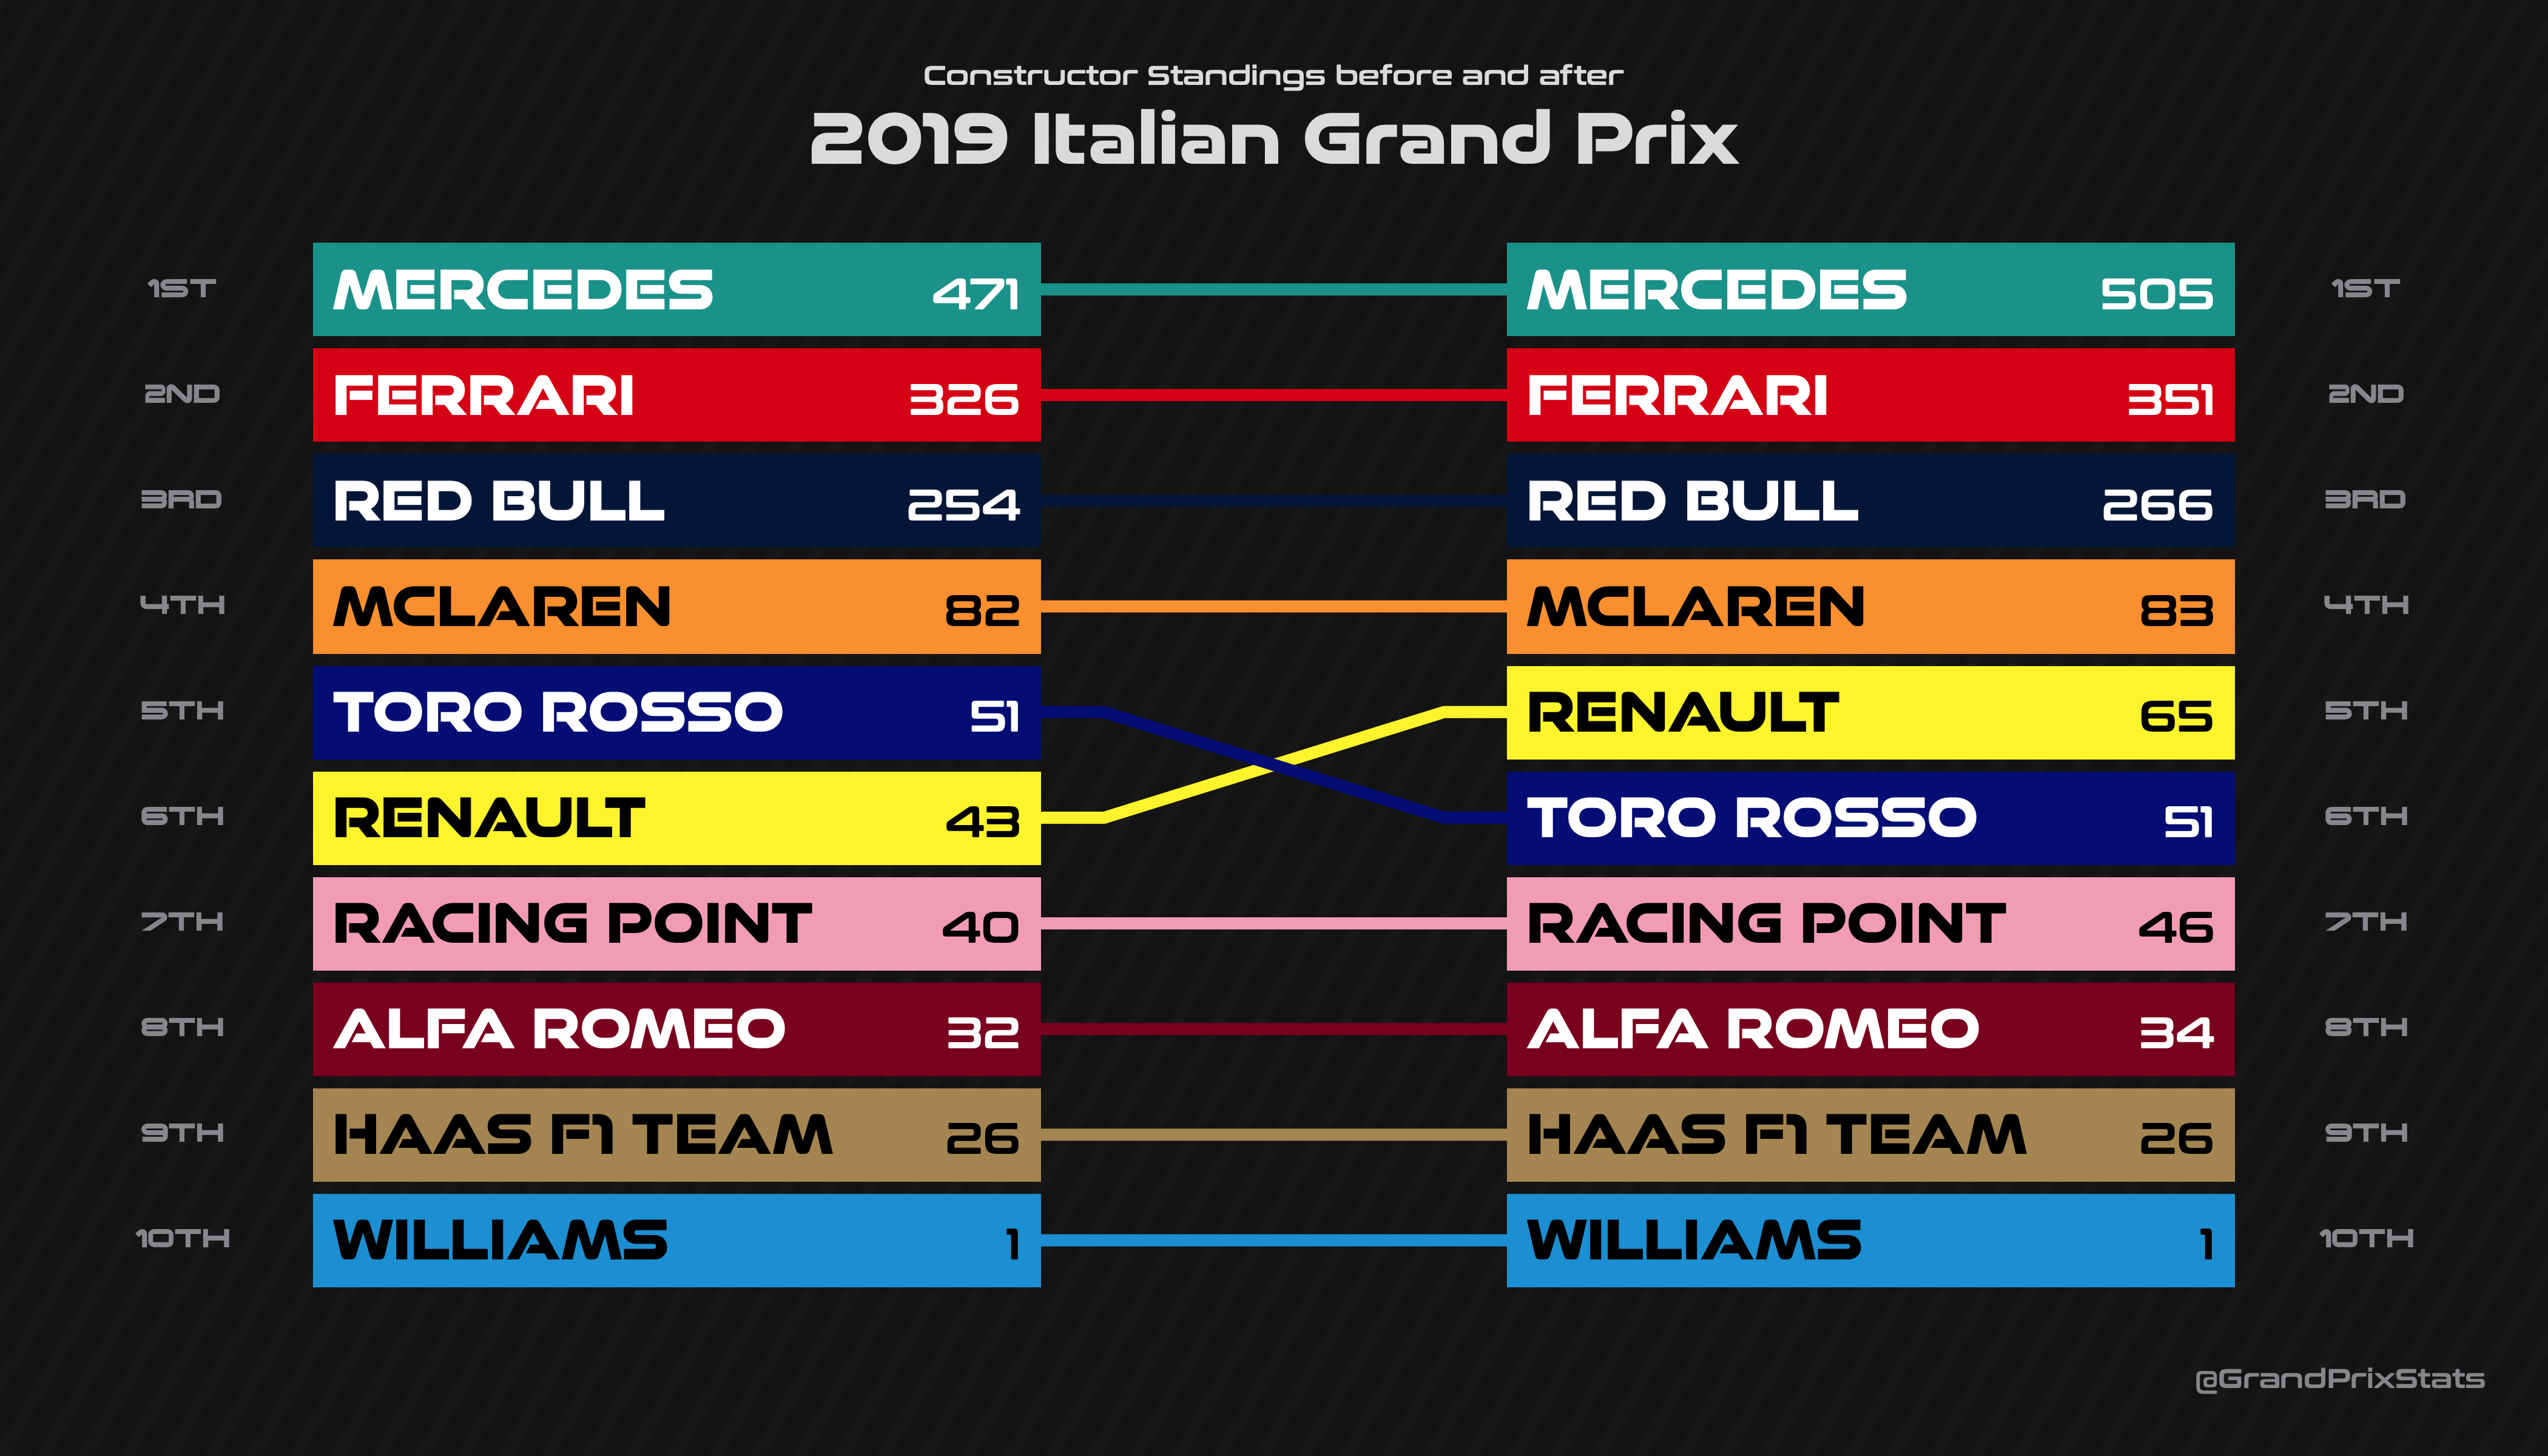 Constructor Standings before and after
2019 Italian Grand Prix
1ST MERCEDES 471 MERCEDES 505 1ST
2ND FERRARI 326 FERRARI 351 2ND
3RD RED BULL 254 RED BULL 266 3RD
4TH MCLAREN 82 MCLAREN 83 4TH
5TH TORO ROSSO 51 RENAULT 65 5TH
6TH RENAULT 43 TORO ROSSO 51 6TH
7TH RACING POINT 40 RACING POINT 46 7TH
8TH ALFA ROMEO 32 ALFA ROMEO 34 8TH
9TH HAAS F1 TEAM 26 HAAS F1 TEAM 26 9TH
10TH WILLIAMS 1 WILLIAMS 1 10TH
@GrandPrixStats